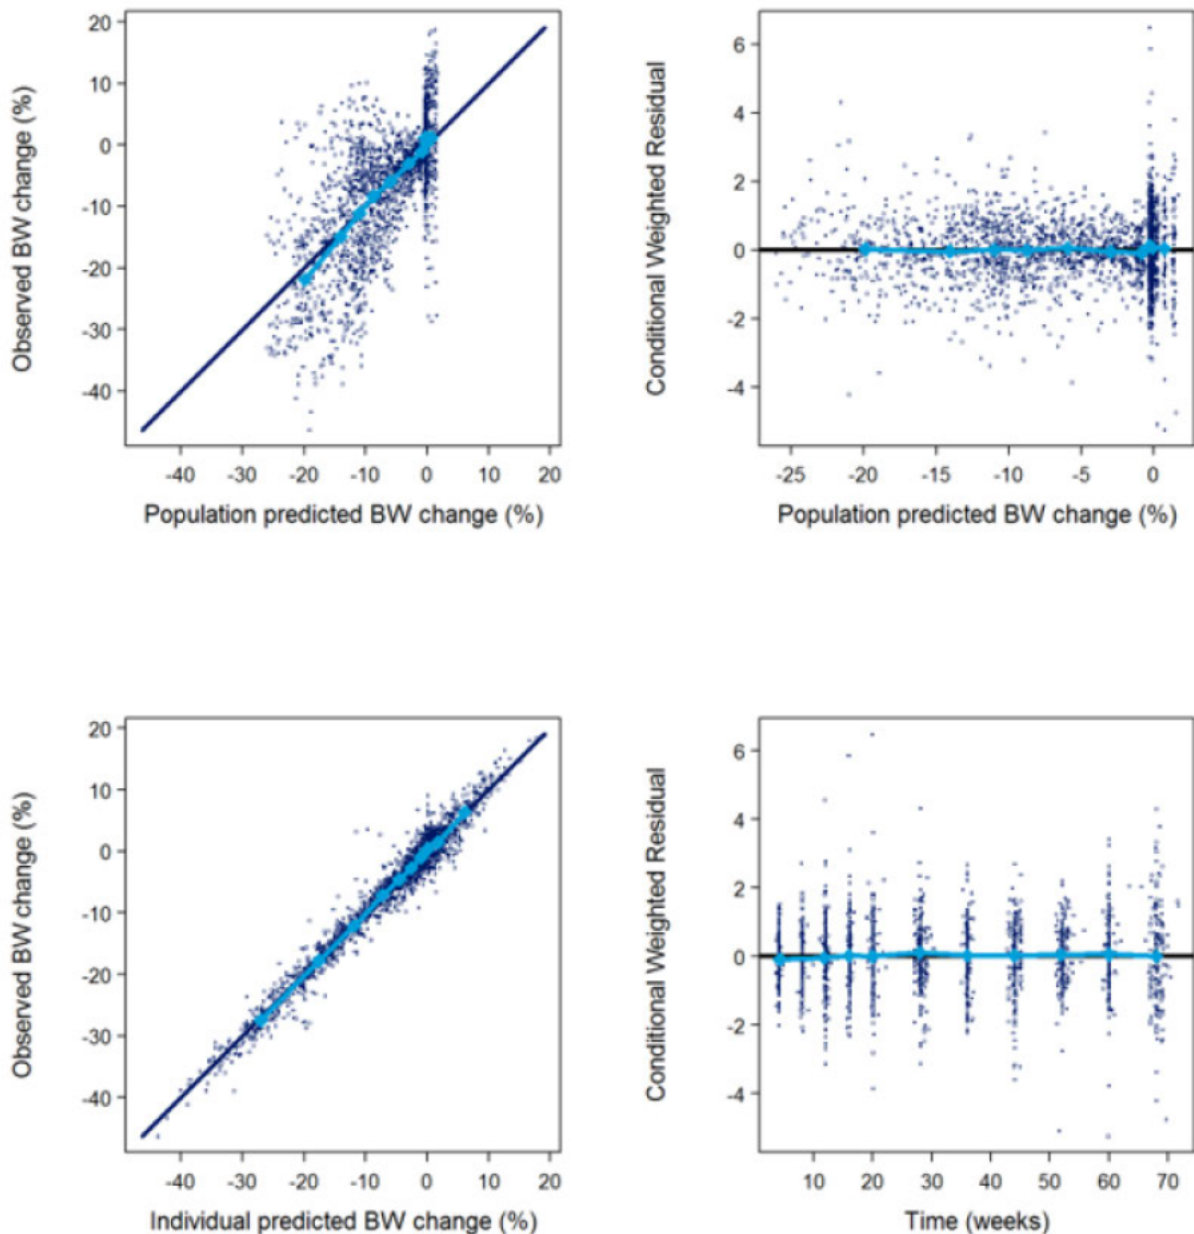 Observed BW change (%)
20
10
0
-10
-20
-30
-40
-40 -30 -20 -10 0 10 20
Population predicted BW change (%)
Conditional Weighted Residual
6
4
2
0
-2
-4
-25 -20 -15 -10 -5 0
Population predicted BW change (%)
Observed BW change (%)
20
10
0
-10
-20
-30
-40
-40 -30 -20 -10 0 10 20
Individual predicted BW change (%)
Conditional Weighted Residual
6
4
2
0
-2
-4
10 20 30 40 50 60 70
Time (weeks)